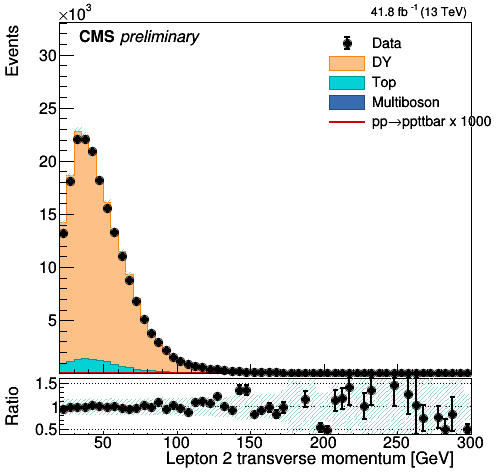 ×10³
41.8 fb⁻¹ (13 TeV)
CMS preliminary
Events
Data
DY
Top
Multiboson
pp→ppttbar x 1000
30
25
20
15
10
5
Ratio
1.5
1
0.5
50 100 150 200 250 300
Lepton 2 transverse momentum [GeV]